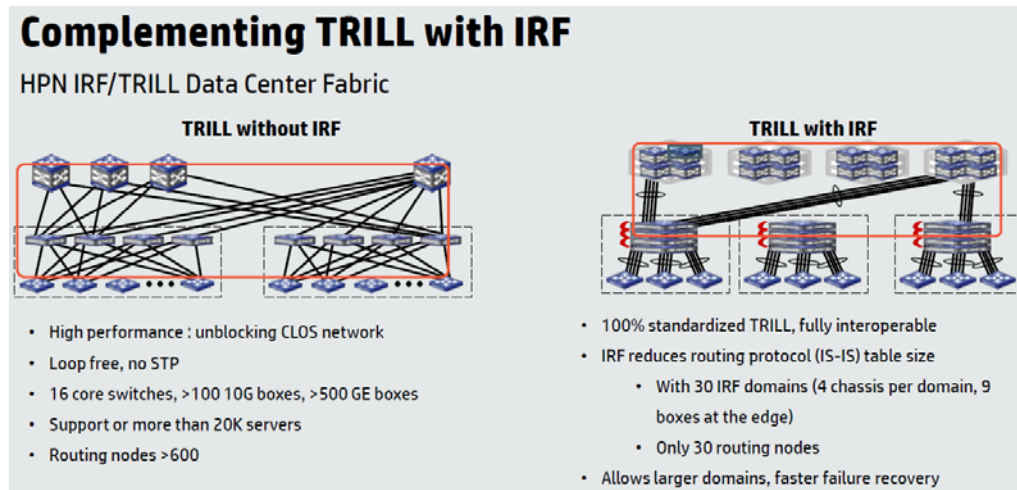 Complementing TRILL with IRF
HPN IRF/TRILL Data Center Fabric
TRILL without IRF
• High performance : unblocking CLOS network
• Loop free, no STP
• 16 core switches, >100 10G boxes, >500 GE boxes
• Support or more than 20K servers
• Routing nodes >600
TRILL with IRF
• 100% standardized TRILL, fully interoperable
• IRF reduces routing protocol (IS-IS) table size
• With 30 IRF domains (4 chassis per domain, 9
boxes at the edge)
• Only 30 routing nodes
• Allows larger domains, faster failure recovery